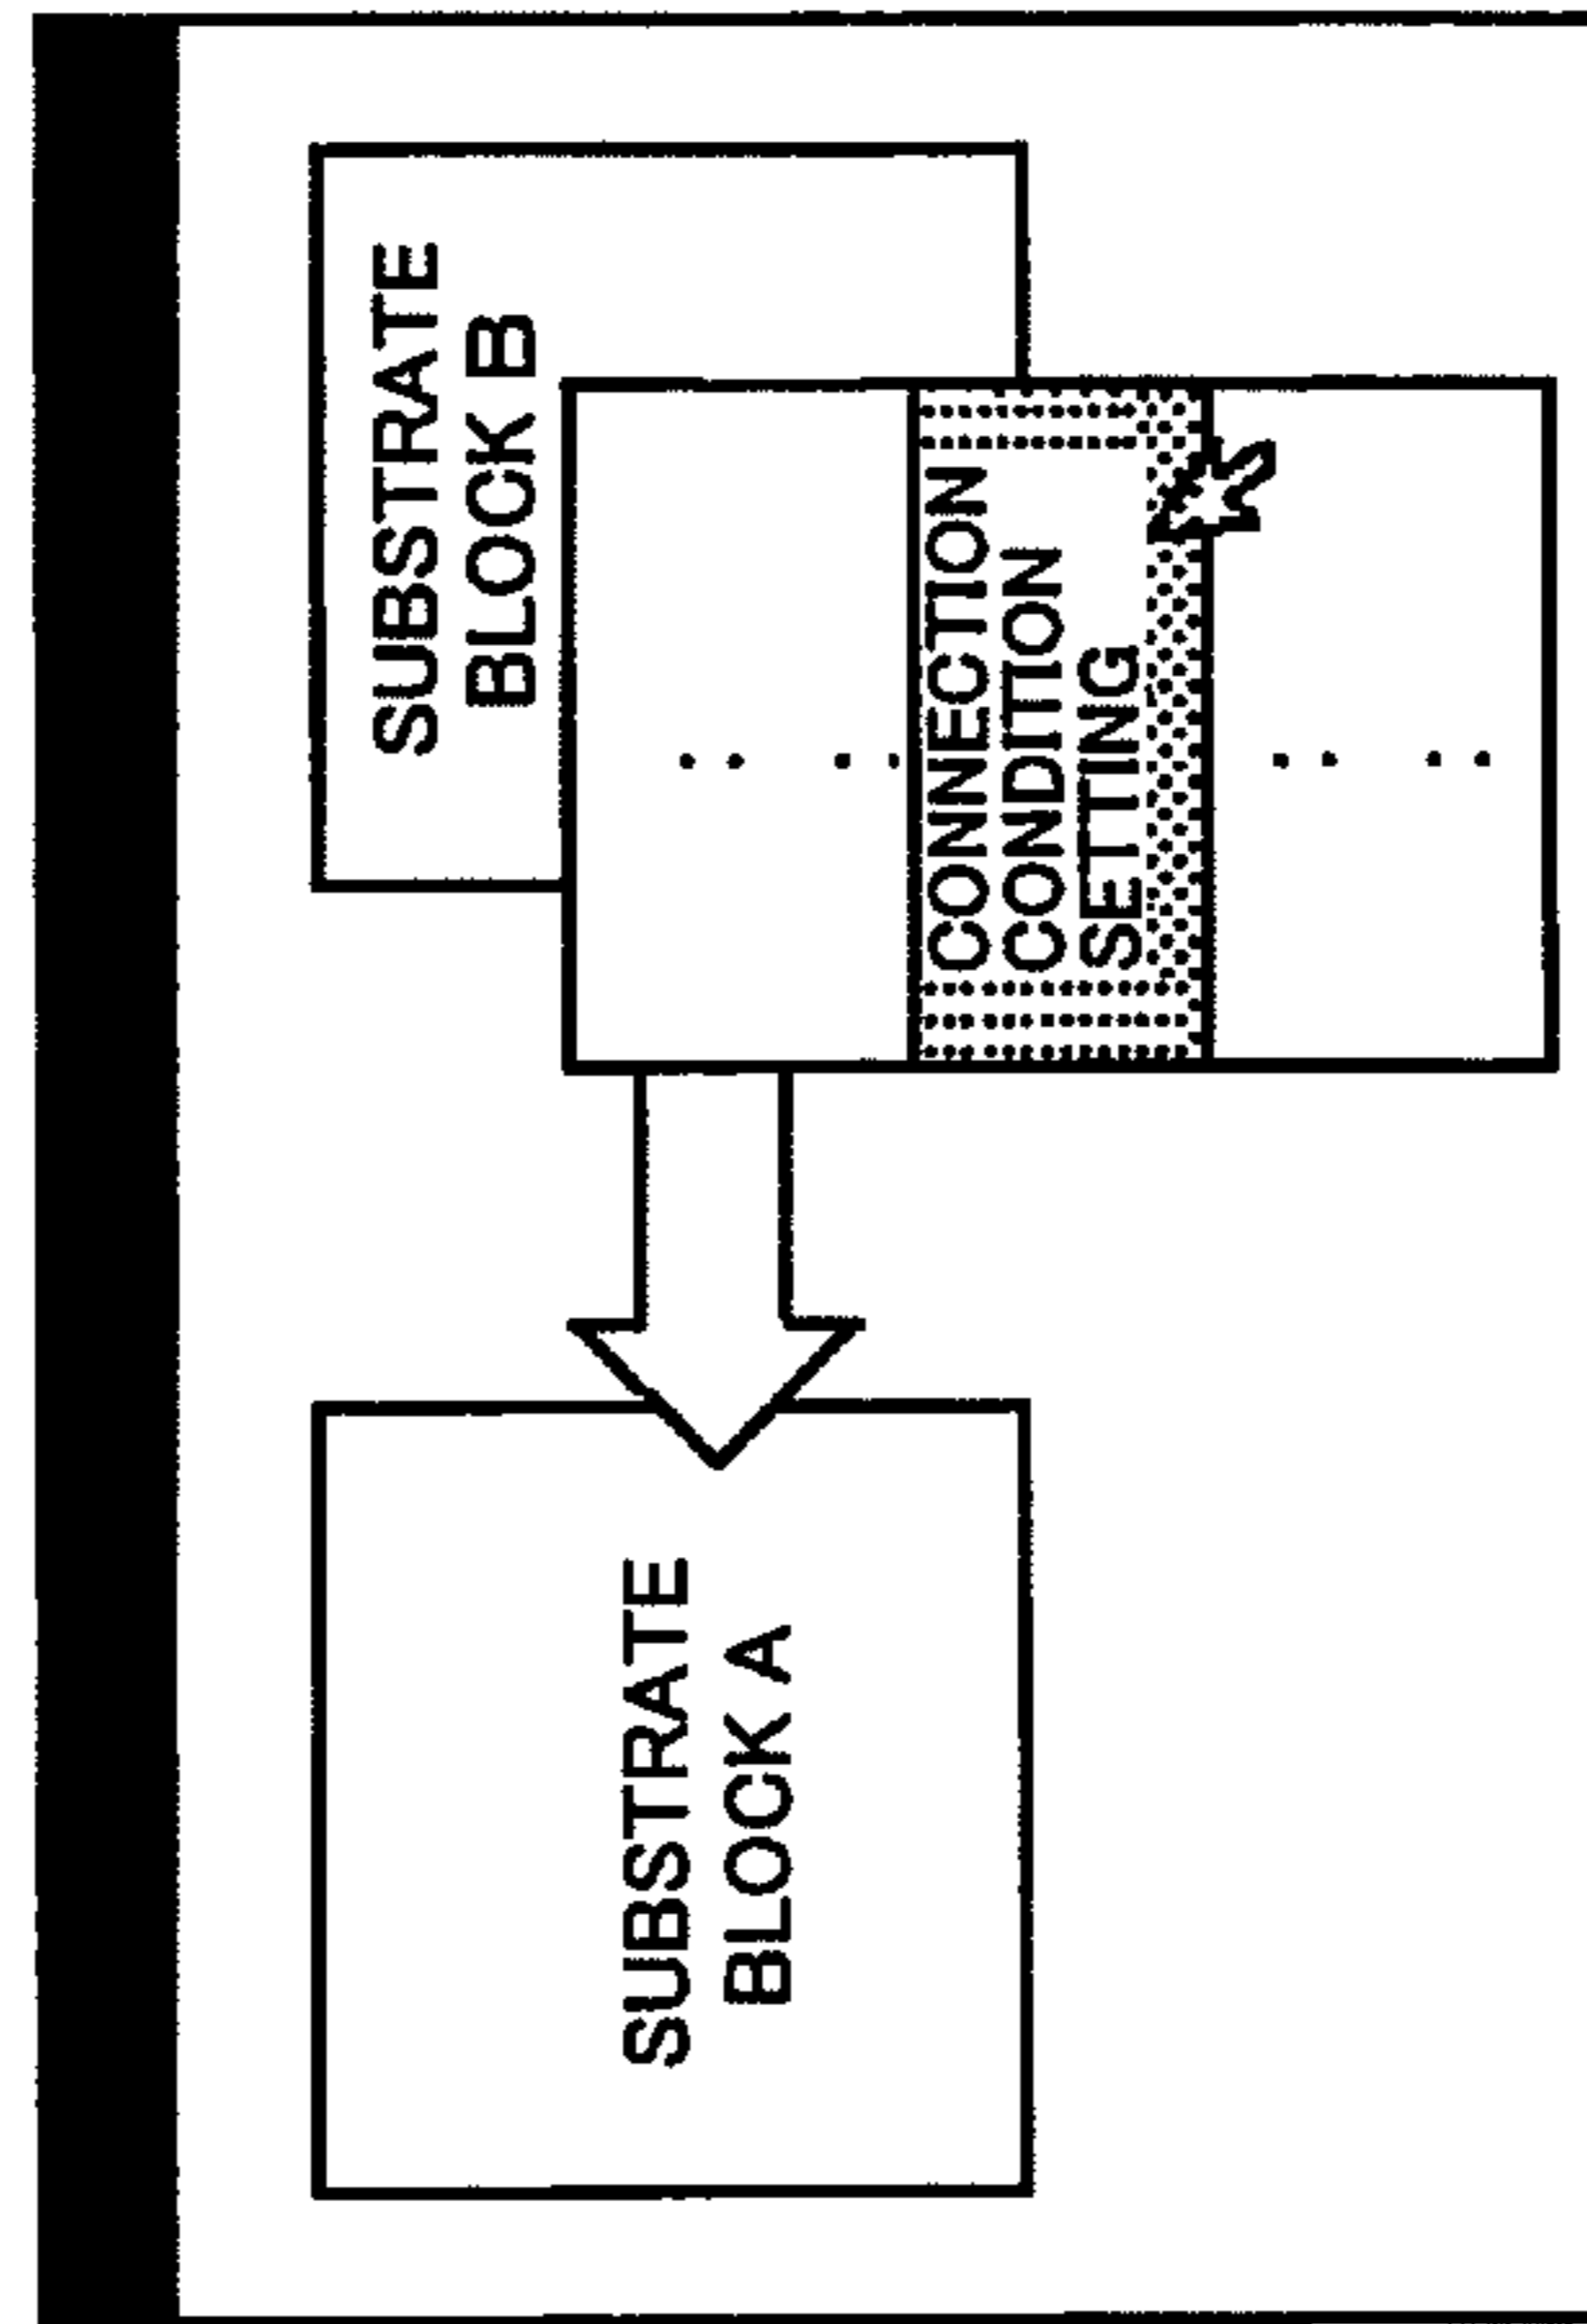 SUBSTRATE
BLOCK A
SUBSTRATE
BLOCK B
CONNECTION
CONDITION
SETTING